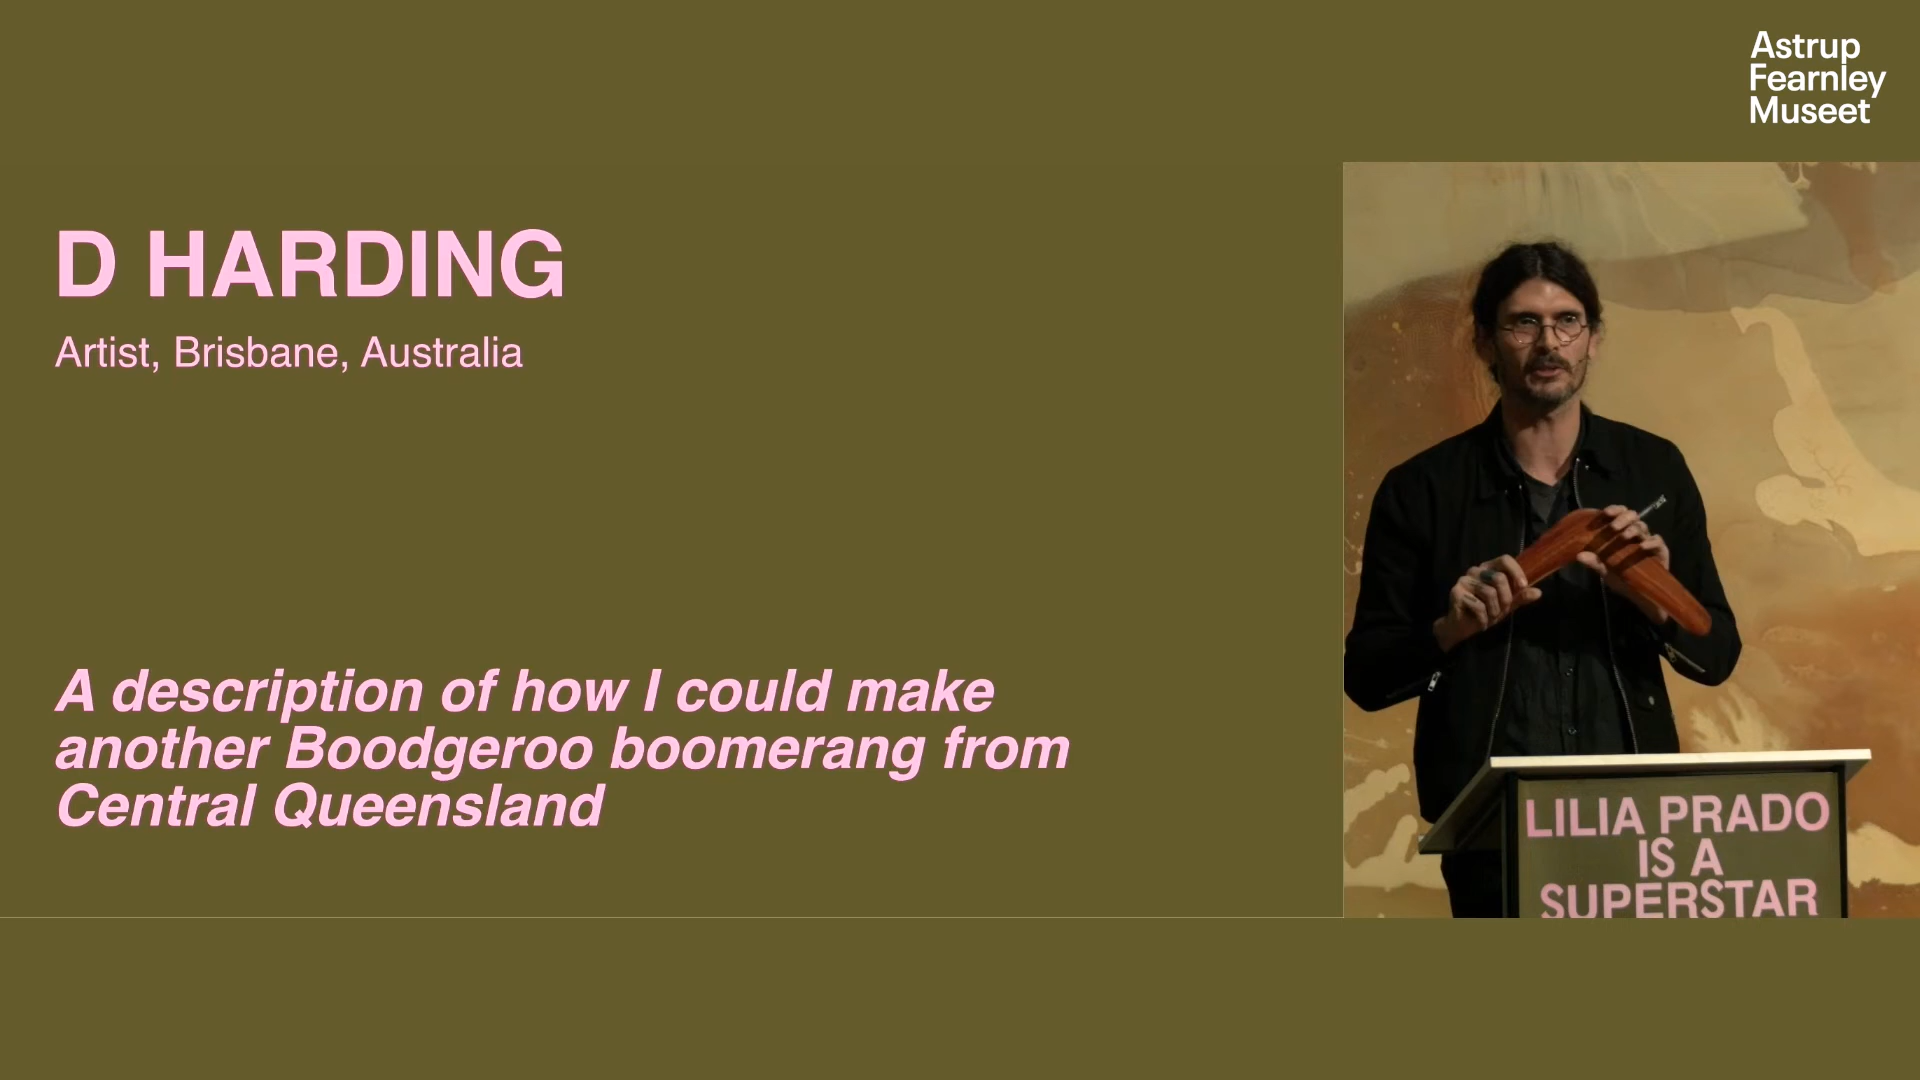 Astrup
Fearnley
Museet
D HARDING
Artist, Brisbane, Australia
A description of how I could make
another Boodgeroo boomerang from
Central Queensland
LILIA PRADO
IS A
SUPERSTAR